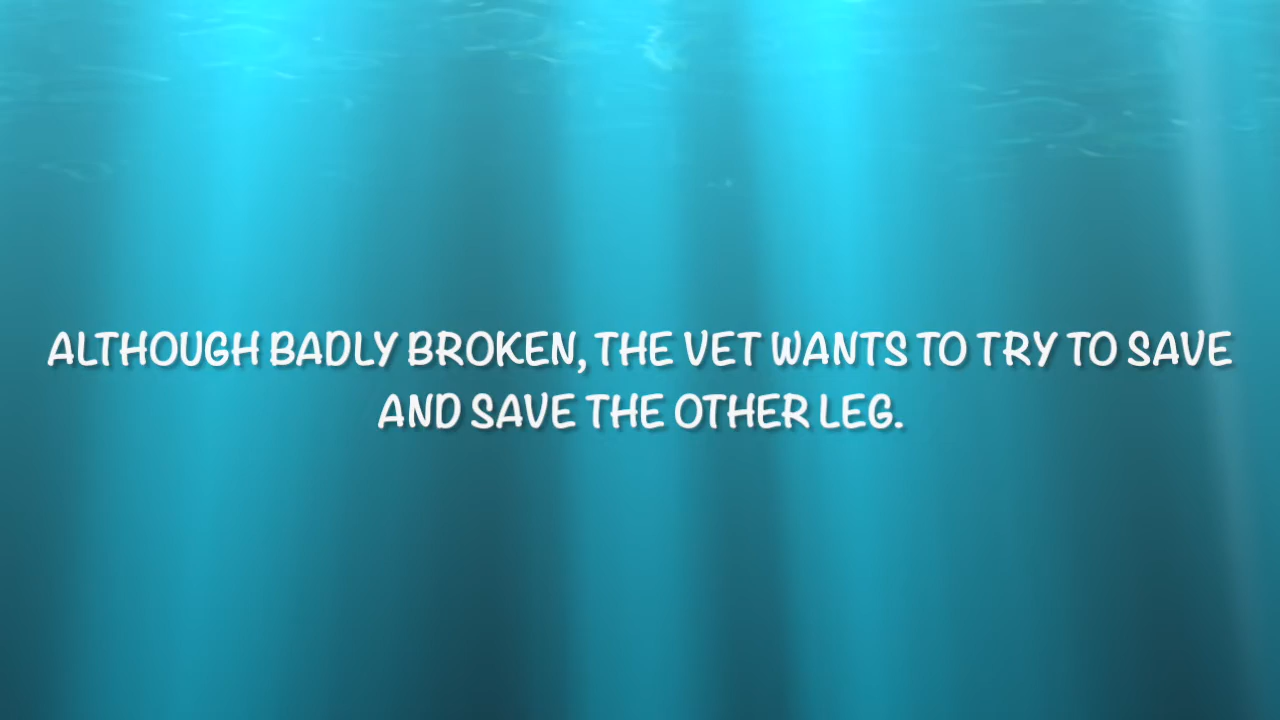 ALTHOUGH BADLY BROKEN, THE VET WANTS TO TRY TO SAVE
AND SAVE THE OTHER LEG.